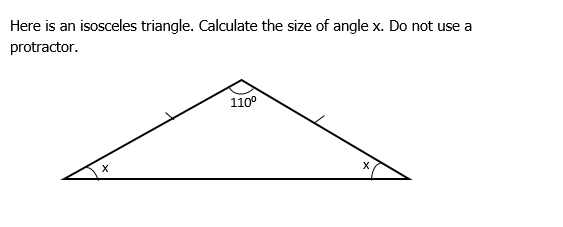 Here is an isosceles triangle. Calculate the size of angle x. Do not use a
protractor.
110⁰
x
x